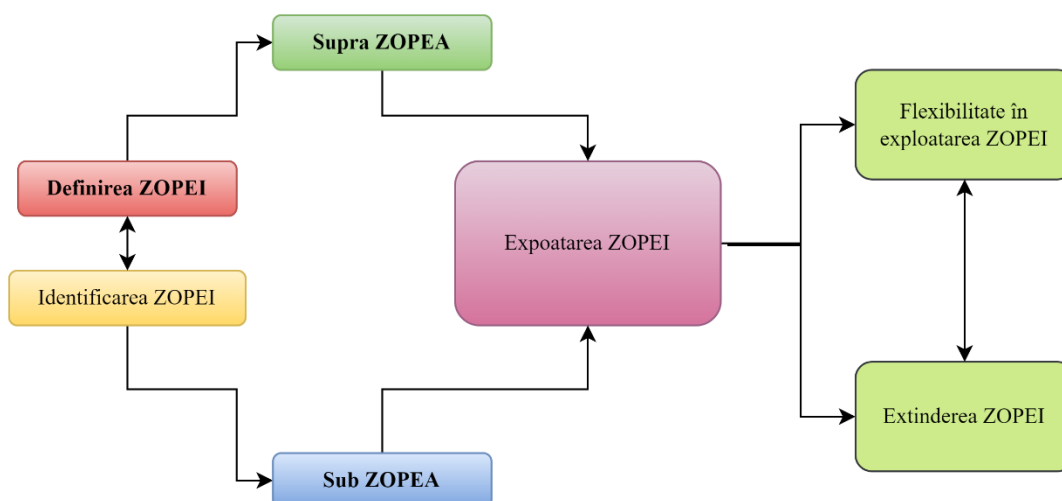 Supra ZOPEA
Definirea ZOPEI
Identificarea ZOPEI
Sub ZOPEA
Expoatarea ZOPEI
Flexibilitate în
exploatarea ZOPEI
Extinderea ZOPEI